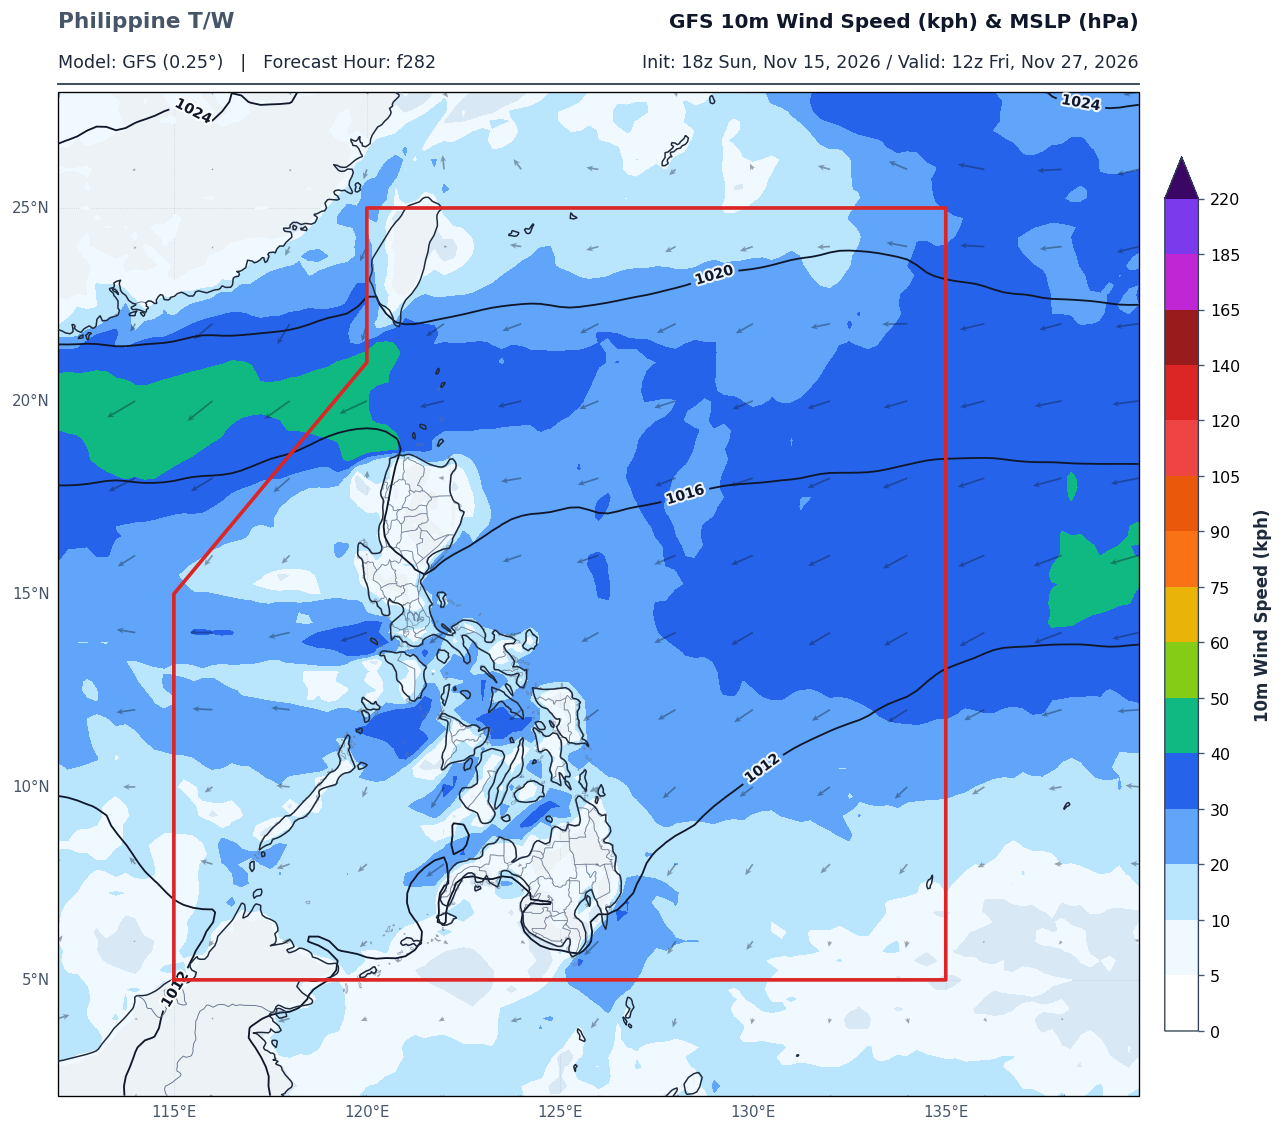 Philippine T/W
GFS 10m Wind Speed (kph) & MSLP (hPa)
Model: GFS (0.25°) | Forecast Hour: f282
Init: 18z Sun, Nov 15, 2026 / Valid: 12z Fri, Nov 27, 2026
1024
1024
25°N
1020
20°N
1016
15°N
1012
10°N
5°N
1012
115°E
120°E
125°E
130°E
135°E
220
185
165
140
120
105
90
75
60
50
40
30
20
10
5
0
10m Wind Speed (kph)